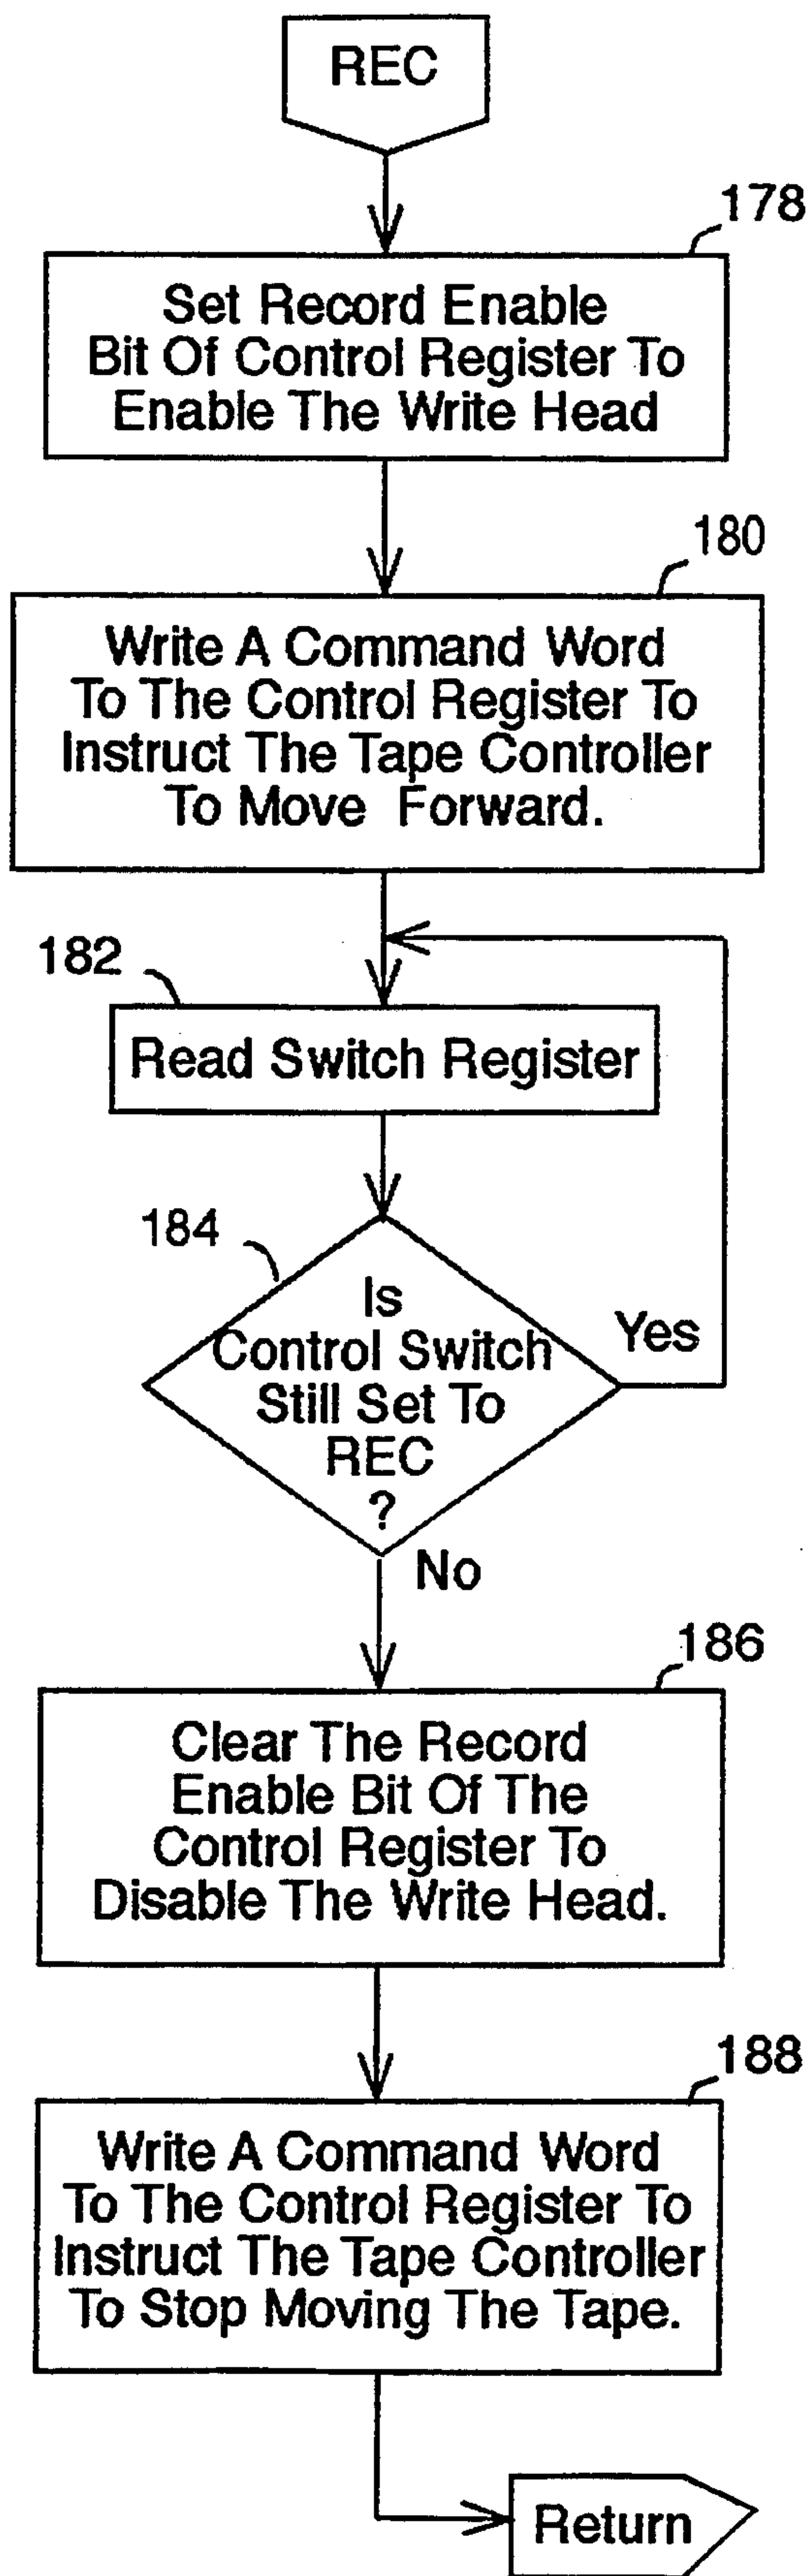 REC
178
Set Record Enable
Bit Of Control Register To
Enable The Write Head
180
Write A Command Word
To The Control Register To
Instruct The Tape Controller
To Move Forward.
182
Read Switch Register
184
Is
Control Switch
Still Set To
REC
?
Yes
No
186
Clear The Record
Enable Bit Of The
Control Register To
Disable The Write Head.
188
Write A Command Word
To The Control Register To
Instruct The Tape Controller
To Stop Moving The Tape.
Return